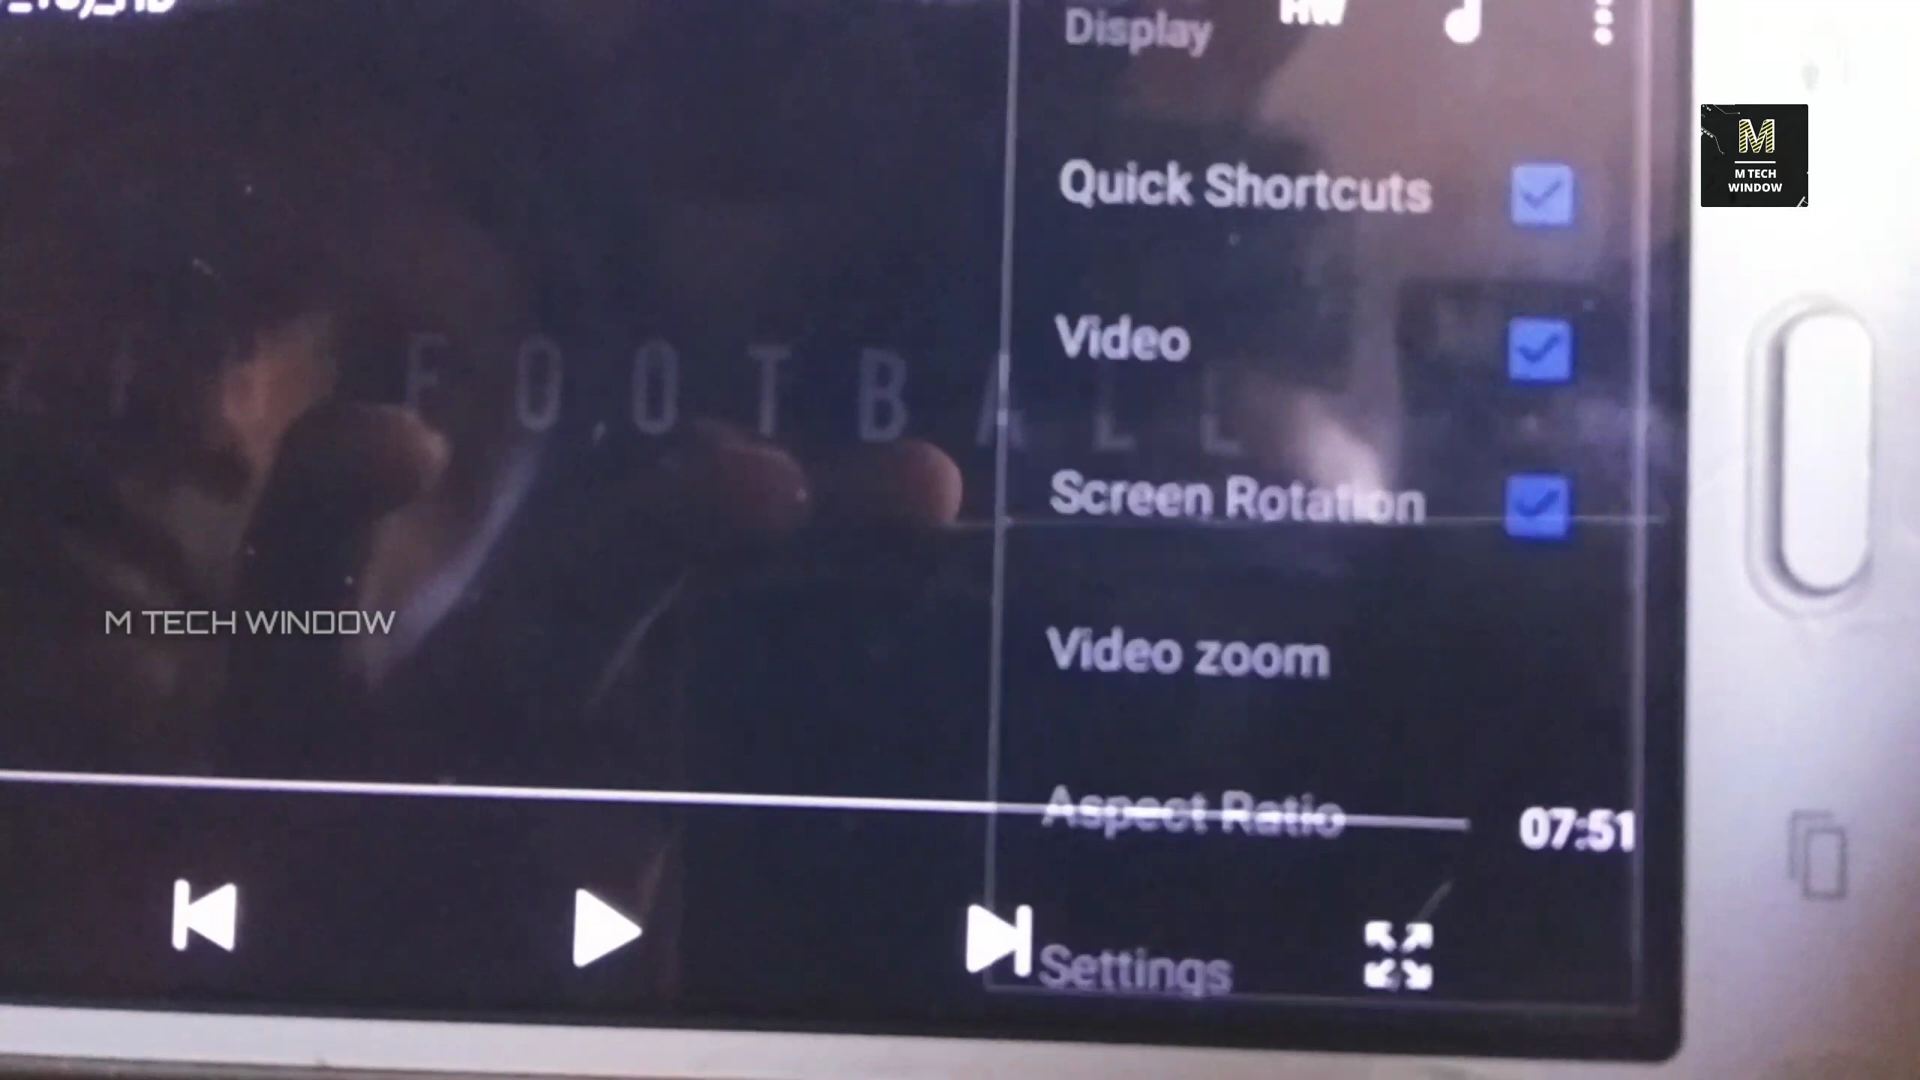 HW
Display
M
M TECH
WINDOW
Quick Shortcuts
Video
FOOTBALL
Screen Rotation
M TECH WINDOW
Video zoom
Aspect Ratio
07:51
Settings